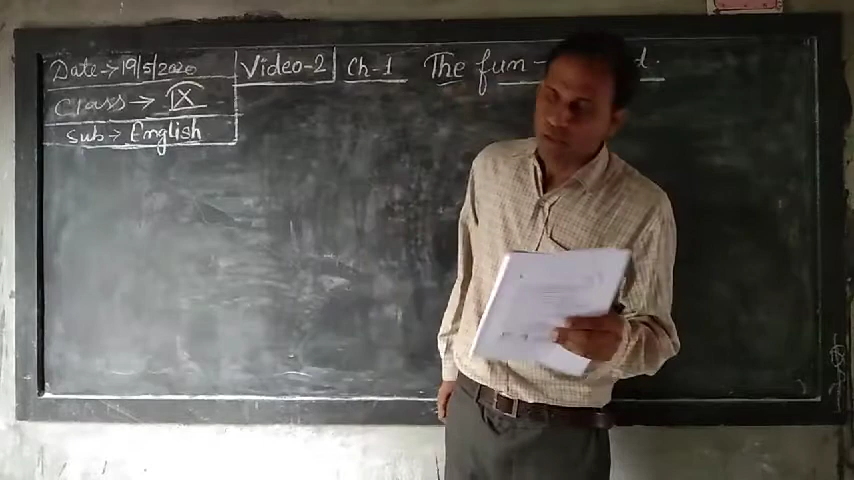 Date → 19/5/2020
Class → IX
Sub → English
Video-2
Ch-1
The fun - d.